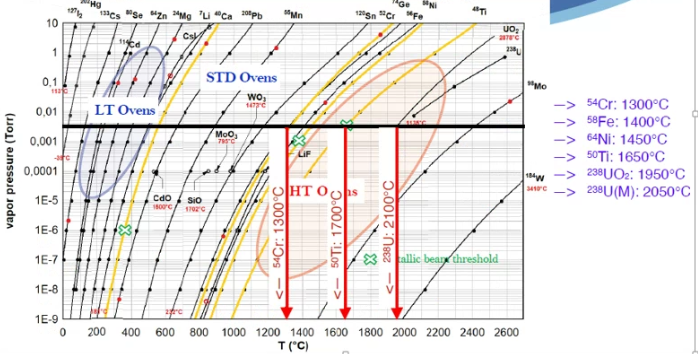 202Hg
74Ge 58Ni
127I2 133Cs 80Se 64Zn 24Mg 7Li 40Ca 208Pb 55Mn 120Sn 52Cr 56Fe 48Ti
10
1
0,1
0,01
0,001
0,0001
1E-5
1E-6
1E-7
1E-8
1E-9
vapor pressure (Torr)
114Cd
CsI
UO2
2878°C
238U
STD Ovens
LT Ovens
WO3
1473°C
98Mo
MoO3
795°C
LiF
1135°C
CdO
1500°C
SiO
1702°C
HT O ns
184W
3410°C
<— 54Cr: 1300°C
<— 50Ti: 1700°C
<— 238U: 2100°C
tallic beam threshold
0 200 400 600 800 1000 1200 1400 1600 1800 2000 2200 2400 2600
T (°C)
—> 54Cr: 1300°C
—> 58Fe: 1400°C
—> 64Ni: 1450°C
—> 50Ti: 1650°C
—> 238UO2: 1950°C
—> 238U(M): 2050°C